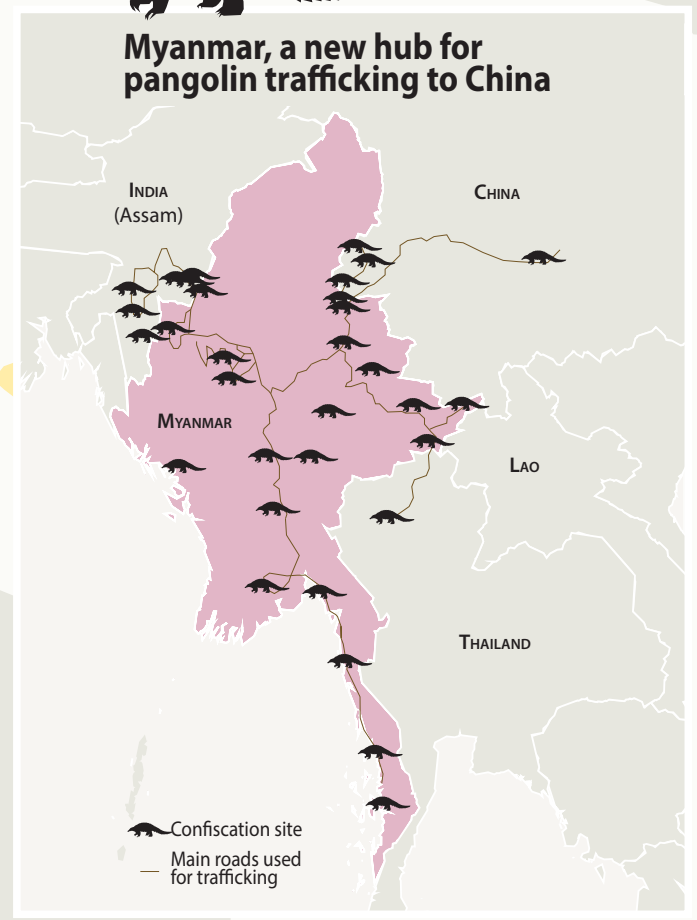 Myanmar, a new hub for
pangolin trafficking to China
INDIA
(Assam)
CHINA
MYANMAR
LAO
THAILAND
Confiscation site
Main roads used
for trafficking